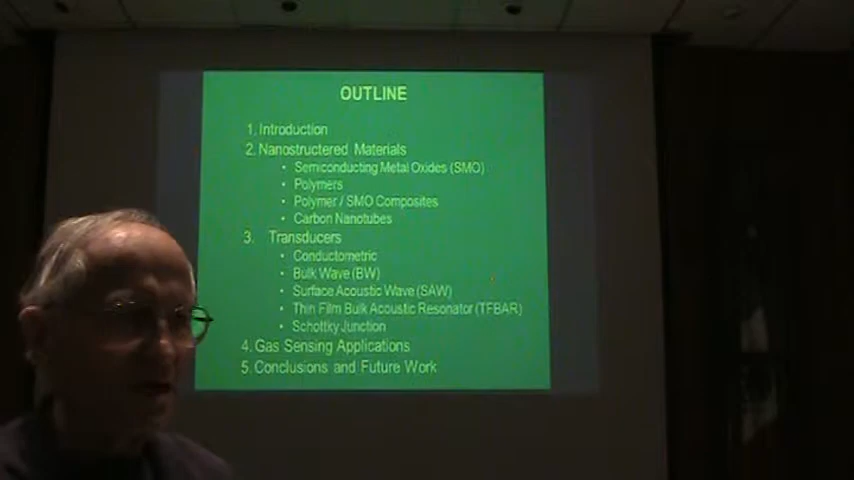 OUTLINE
1. Introduction
2. Nanostructered Materials
• Semiconducting Metal Oxides (SMO)
• Polymers
• Polymer / SMO Composites
• Carbon Nanotubes
3. Transducers
• Conductometric
• Bulk Wave (BW)
• Surface Acoustic Wave (SAW)
• Thin Film Bulk Acoustic Resonator (TFBAR)
• Schottky Junction
4. Gas Sensing Applications
5. Conclusions and Future Work